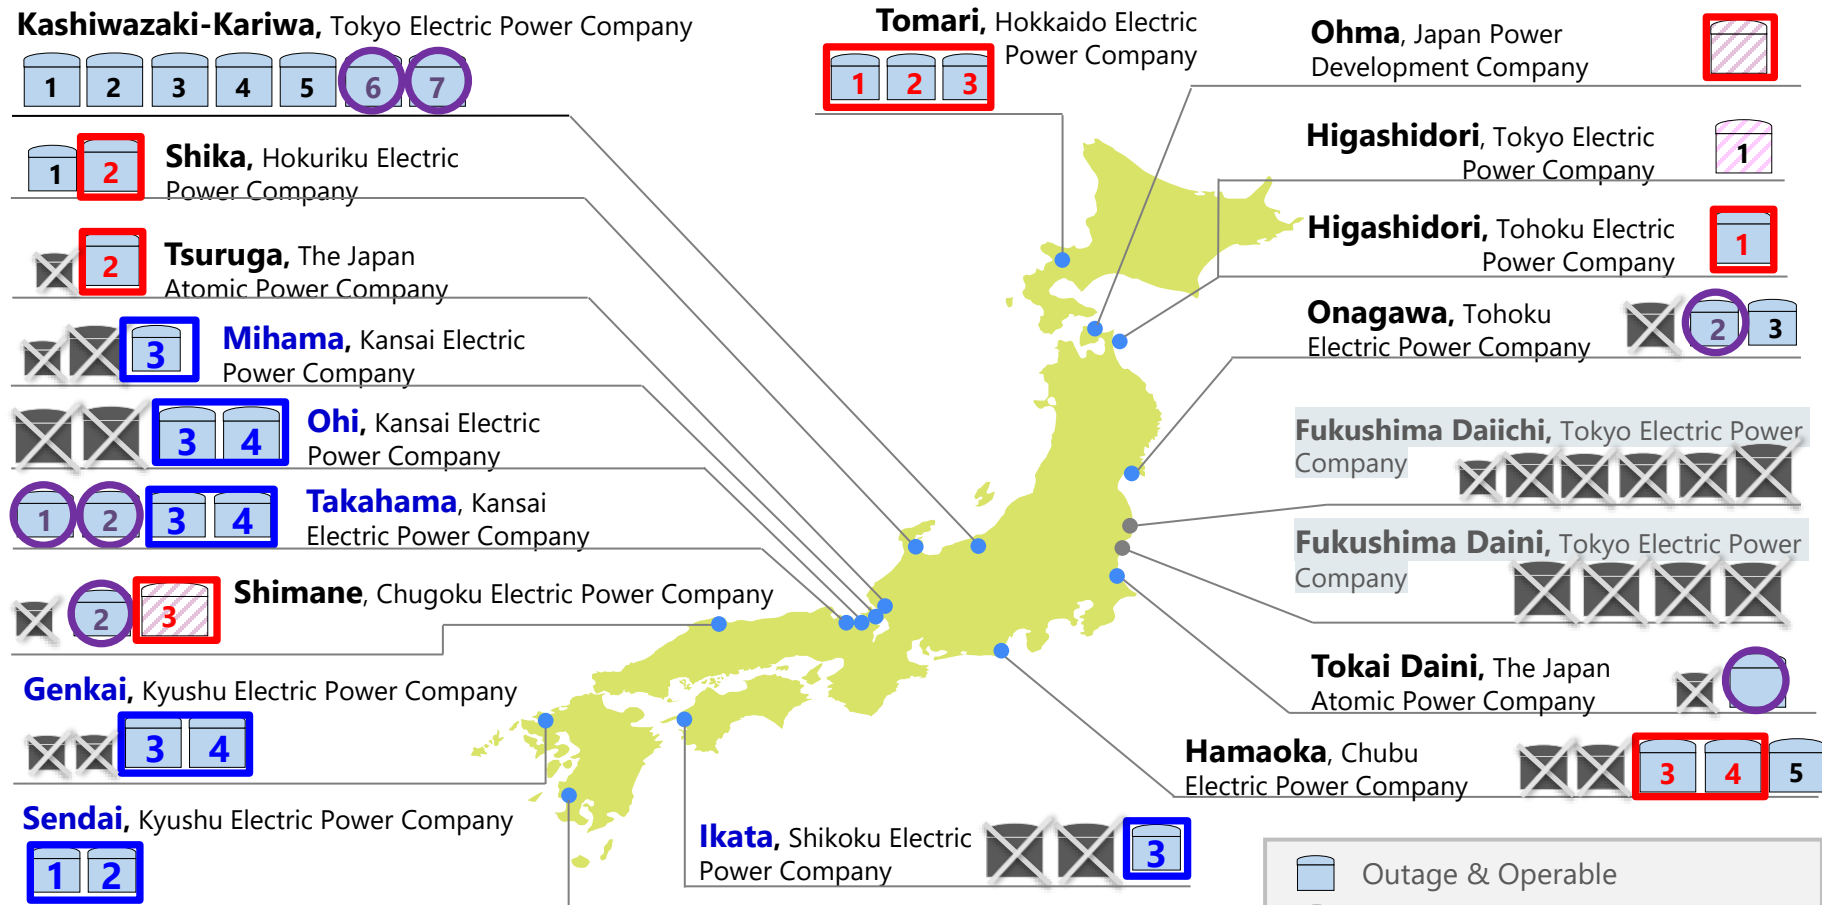 Kashiwazaki-Kariwa, Tokyo Electric Power Company
1 2 3 4 5 6 7
Shika, Hokuriku Electric
Power Company
1 2
Tsuruga, The Japan
Atomic Power Company
2
Mihama, Kansai Electric
Power Company
3
Ohi, Kansai Electric
Power Company
3 4
Takahama, Kansai
Electric Power Company
1 2 3 4
Shimane, Chugoku Electric Power Company
2 3
Genkai, Kyushu Electric Power Company
3 4
Sendai, Kyushu Electric Power Company
1 2
Tomari, Hokkaido Electric
Power Company
1 2 3
Ohma, Japan Power
Development Company
Higashidori, Tokyo Electric
Power Company
1
Higashidori, Tohoku Electric
Power Company
1
Onagawa, Tohoku
Electric Power Company
2 3
Fukushima Daiichi, Tokyo Electric Power
Company
Fukushima Daini, Tokyo Electric Power
Company
Tokai Daini, The Japan
Atomic Power Company
Hamaoka, Chubu
Electric Power Company
3 4 5
Ikata, Shikoku Electric
Power Company
3
Outage & Operable